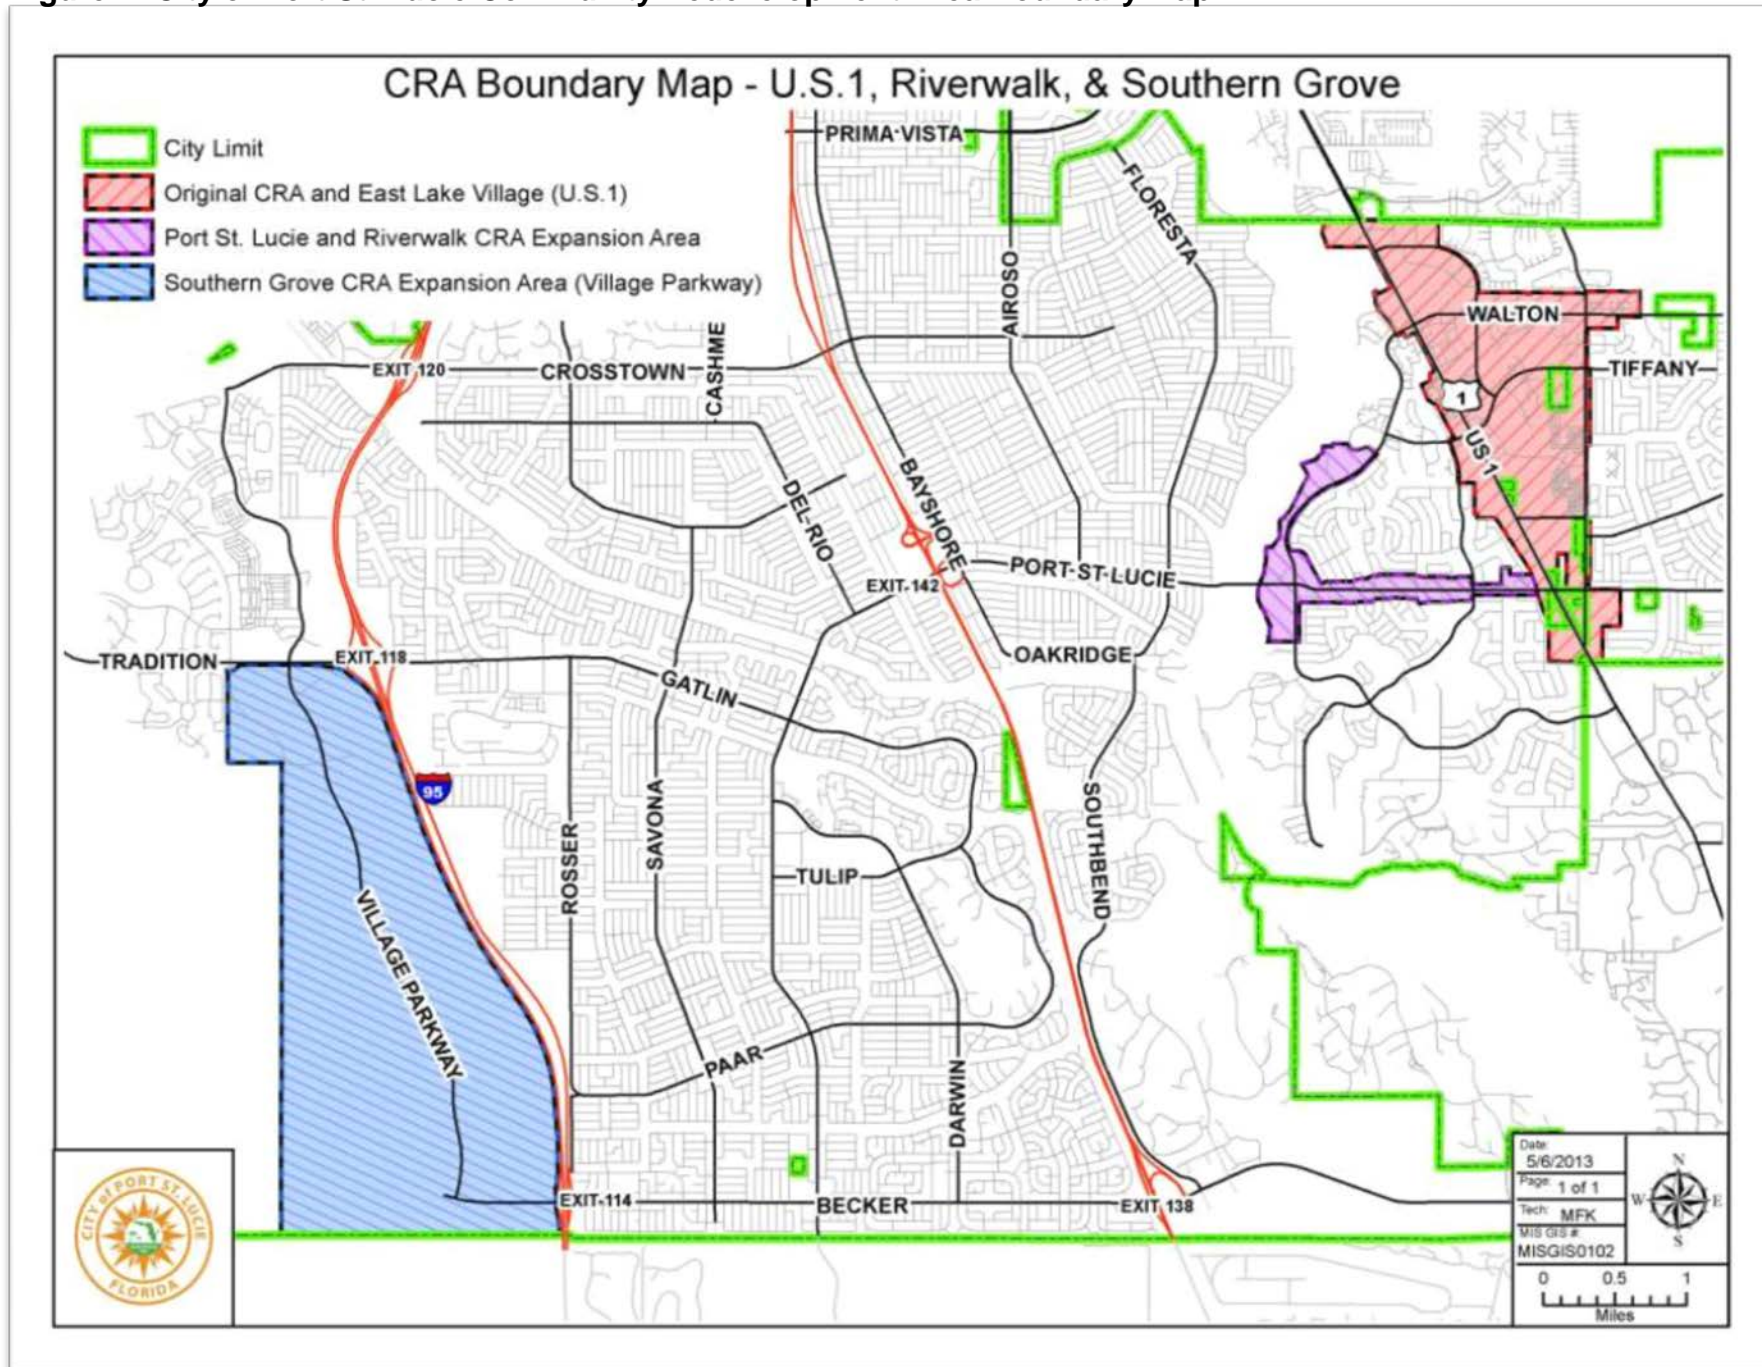 CRA Boundary Map - U.S.1, Riverwalk, & Southern Grove
City Limit
Original CRA and East Lake Village (U.S.1)
Port St. Lucie and Riverwalk CRA Expansion Area
Southern Grove CRA Expansion Area (Village Parkway)
PRIMA VISTA
FLORESTA
AIROSO
WALTON
CASHME
EXIT 120
CROSSTOWN
TIFFANY
1
US 1
BAYSHORE
DEL RIO
PORT-ST-LUCIE
EXIT-142
EXIT-118
TRADITION
OAKRIDGE
GATLIN
95
SAVONA
SOUTHBEND
ROSSER
TULIP
VILLAGE PARKWAY
PAAR
DARWIN
EXIT-114
BECKER
EXIT 138
CITY of PORT ST. LUCIE
FLORIDA
Date:
5/6/2013
Page: 1 of 1
Tech: MFK
MIS GIS #:
MISGIS0102
N
W E
S
0 0.5 1
Miles